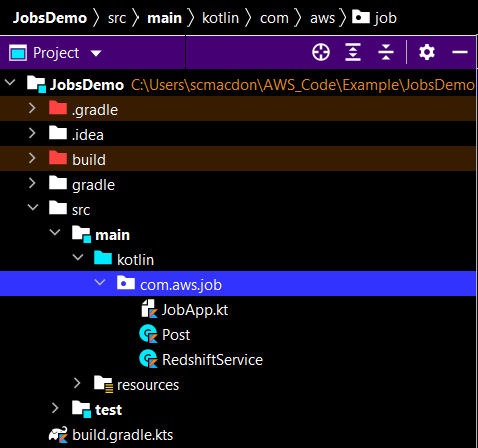 JobsDemo src main kotlin com aws job
Project
JobsDemo C:\Users\scmacdon\AWS_Code\Example\JobsDemo
.gradle
.idea
build
gradle
src
main
kotlin
com.aws.job
JobApp.kt
Post
RedshiftService
resources
test
build.gradle.kts